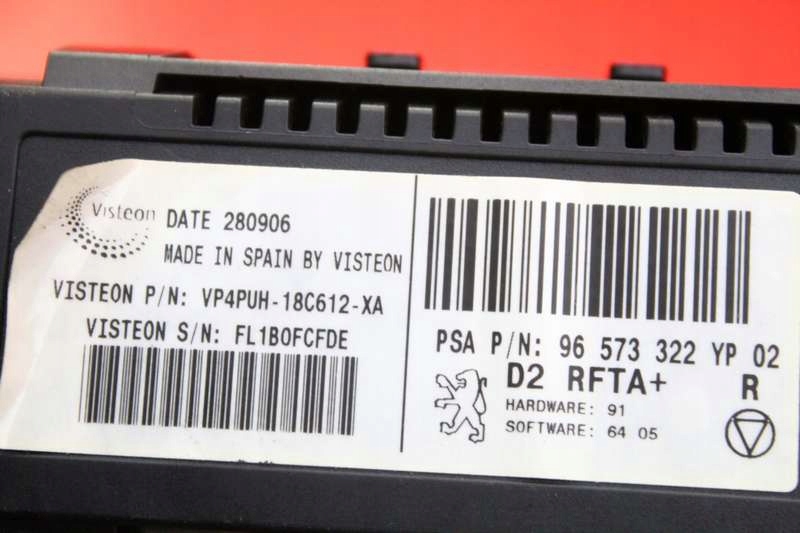 Visteon
DATE 280906
MADE IN SPAIN BY VISTEON
VISTEON P/N: VP4PUH-18C612-XA
VISTEON S/N: FL1B0FCFDE
PSA P/N: 96 573 322 YP 02
D2 RFTA+ R
HARDWARE: 91
SOFTWARE: 64 05